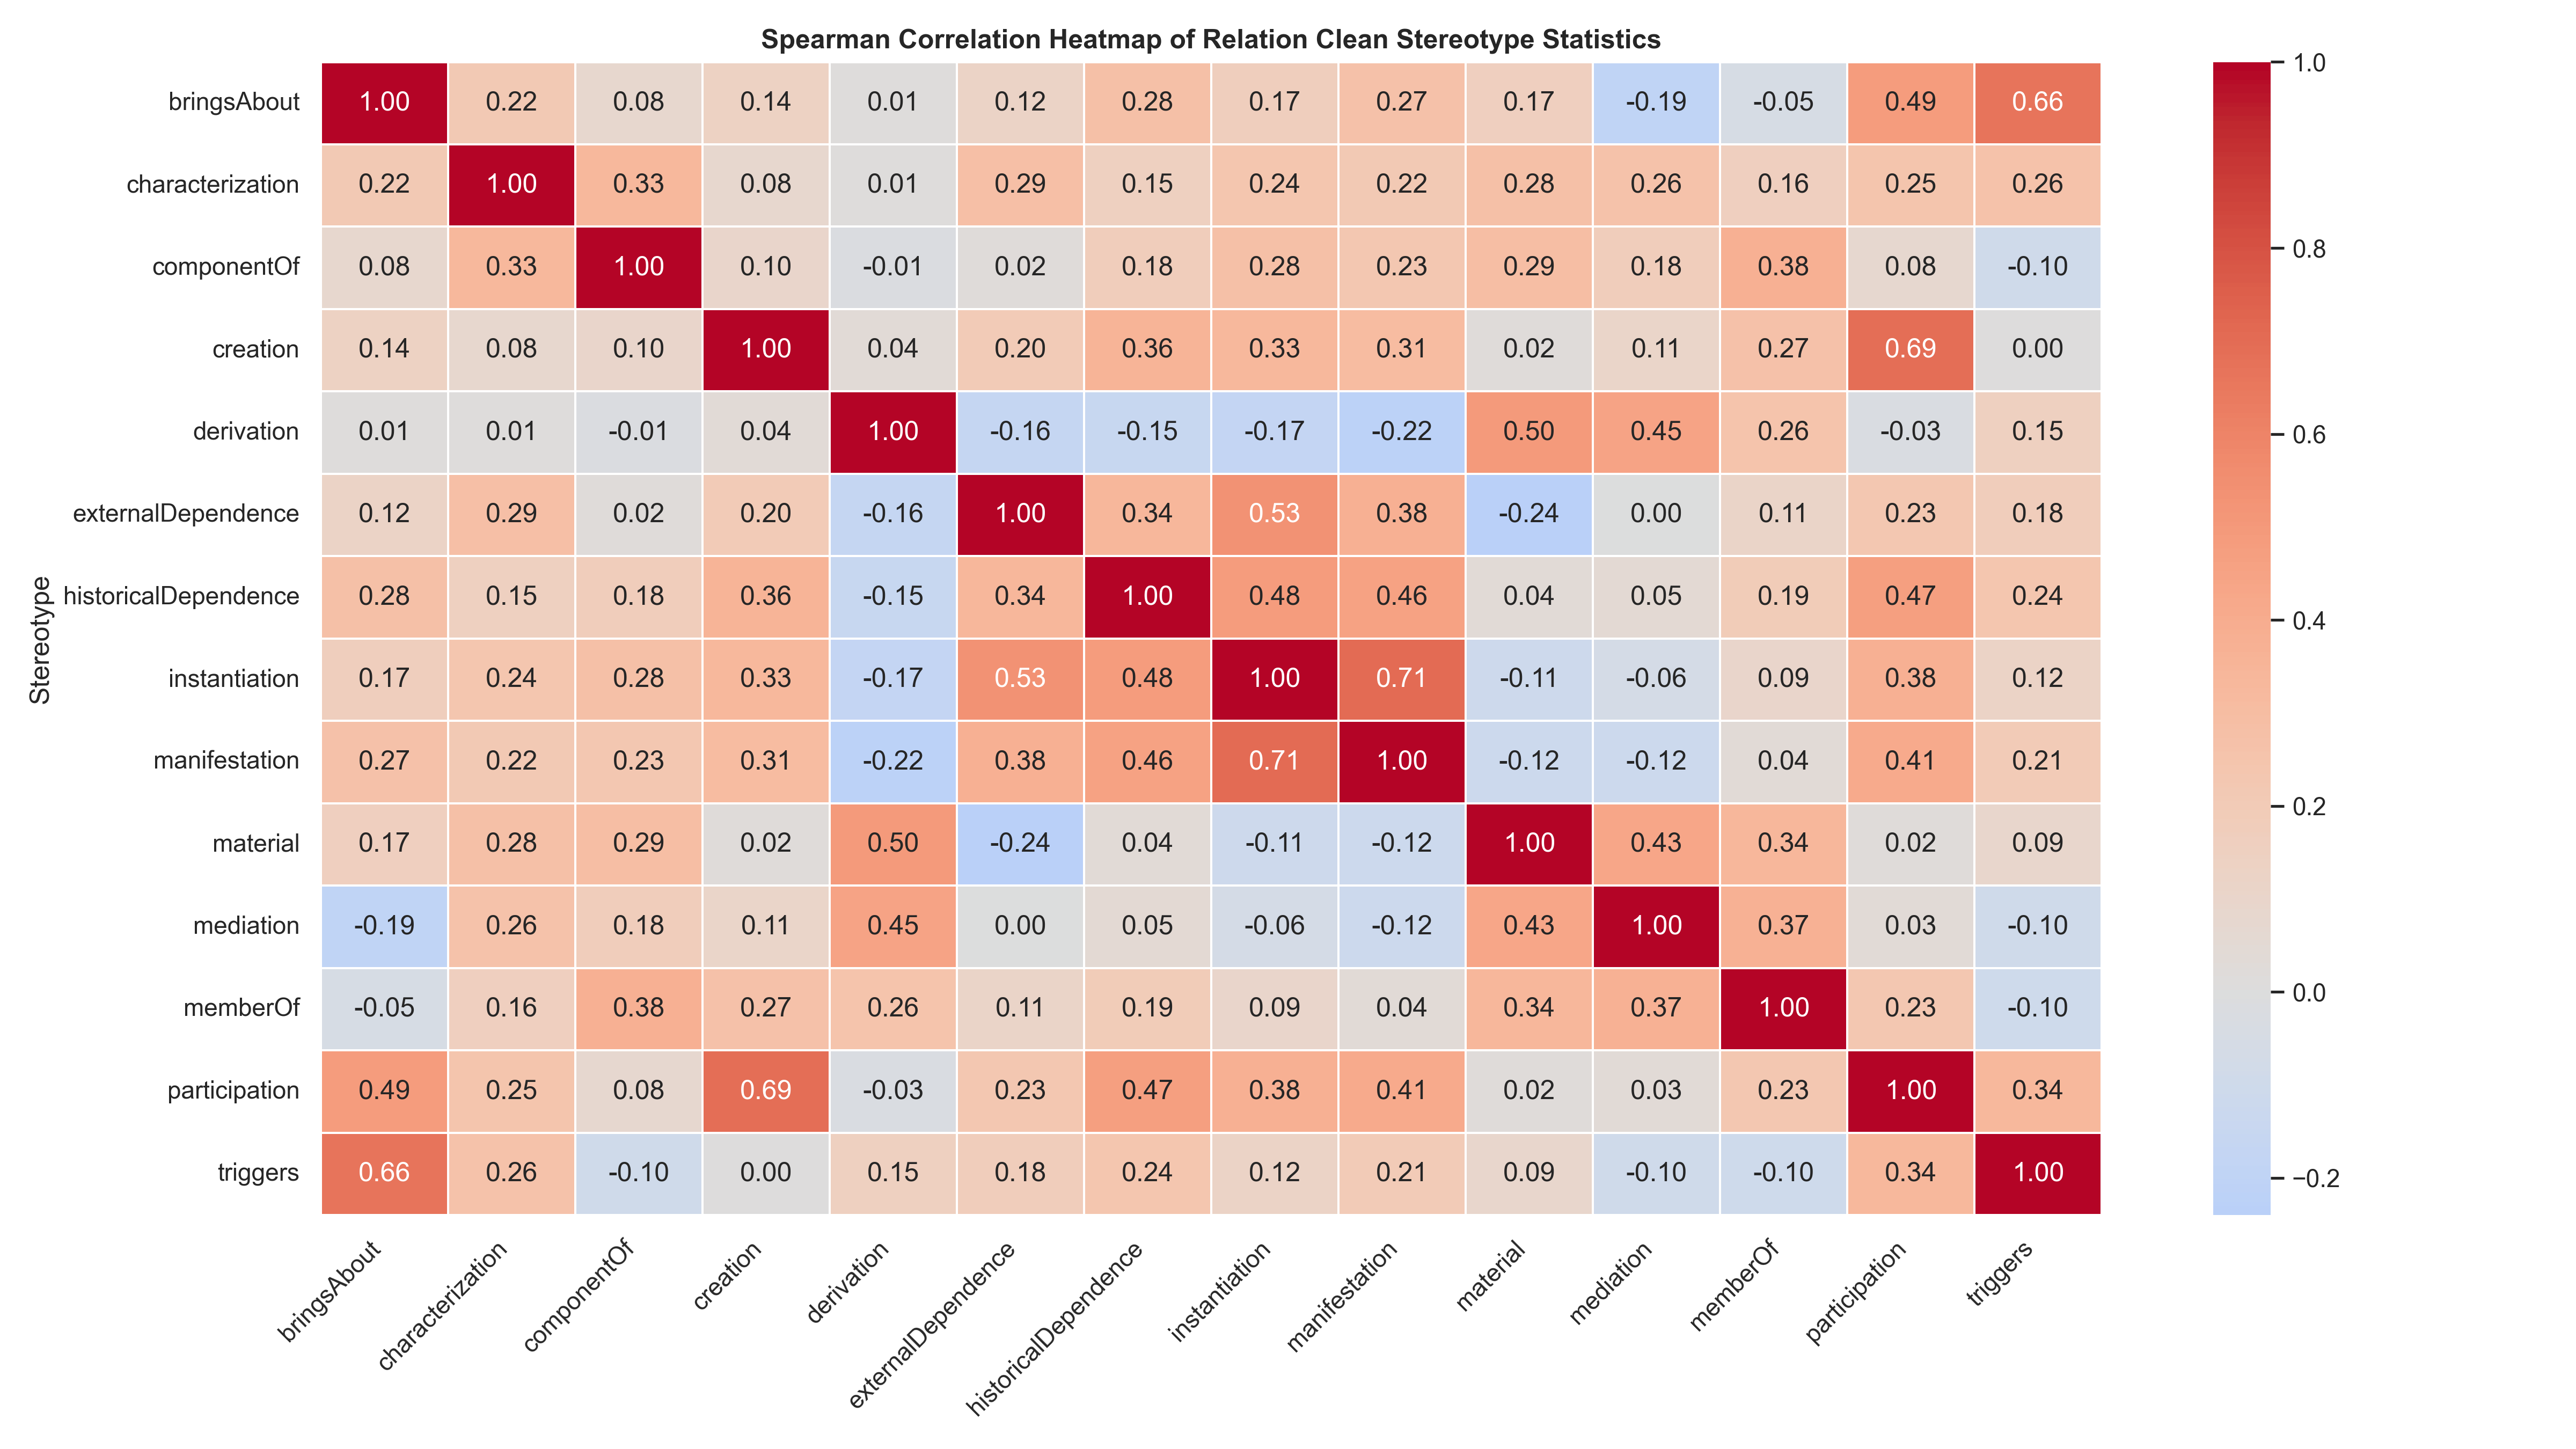 Spearman Correlation Heatmap of Relation Clean Stereotype Statistics
bringsAbout 1.00 0.22 0.08 0.14 0.01 0.12 0.28 0.17 0.27 0.17 -0.19 -0.05 0.49 0.66
characterization 0.22 1.00 0.33 0.08 0.01 0.29 0.15 0.24 0.22 0.28 0.26 0.16 0.25 0.26
componentOf 0.08 0.33 1.00 0.10 -0.01 0.02 0.18 0.28 0.23 0.29 0.18 0.38 0.08 -0.10
creation 0.14 0.08 0.10 1.00 0.04 0.20 0.36 0.33 0.31 0.02 0.11 0.27 0.69 0.00
derivation 0.01 0.01 -0.01 0.04 1.00 -0.16 -0.15 -0.17 -0.22 0.50 0.45 0.26 -0.03 0.15
externalDependence 0.12 0.29 0.02 0.20 -0.16 1.00 0.34 0.53 0.38 -0.24 0.00 0.11 0.23 0.18
historicalDependence 0.28 0.15 0.18 0.36 -0.15 0.34 1.00 0.48 0.46 0.04 0.05 0.19 0.47 0.24
instantiation 0.17 0.24 0.28 0.33 -0.17 0.53 0.48 1.00 0.71 -0.11 -0.06 0.09 0.38 0.12
manifestation 0.27 0.22 0.23 0.31 -0.22 0.38 0.46 0.71 1.00 -0.12 -0.12 0.04 0.41 0.21
material 0.17 0.28 0.29 0.02 0.50 -0.24 0.04 -0.11 -0.12 1.00 0.43 0.34 0.02 0.09
mediation -0.19 0.26 0.18 0.11 0.45 0.00 0.05 -0.06 -0.12 0.43 1.00 0.37 0.03 -0.10
memberOf -0.05 0.16 0.38 0.27 0.26 0.11 0.19 0.09 0.04 0.34 0.37 1.00 0.23 -0.10
participation 0.49 0.25 0.08 0.69 -0.03 0.23 0.47 0.38 0.41 0.02 0.03 0.23 1.00 0.34
triggers 0.66 0.26 -0.10 0.00 0.15 0.18 0.24 0.12 0.21 0.09 -0.10 -0.10 0.34 1.00
Stereotype
bringsAbout
characterization
componentOf
creation
derivation
externalDependence
historicalDependence
instantiation
manifestation
material
mediation
memberOf
participation
triggers
1.0
0.8
0.6
0.4
0.2
0.0
−0.2